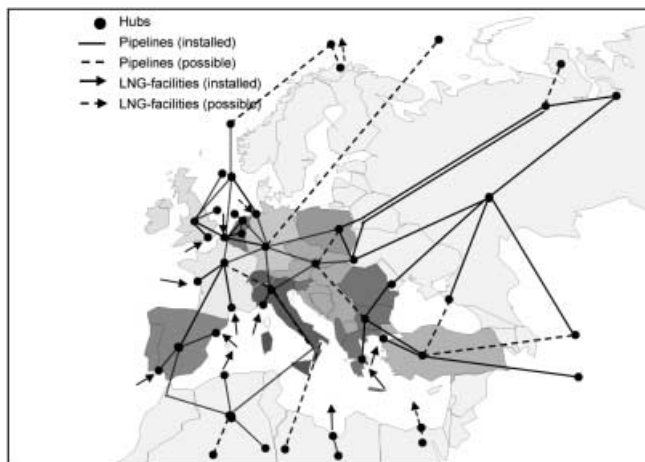 Hubs
Pipelines (installed)
Pipelines (possible)
LNG-facilities (installed)
LNG-facilities (possible)